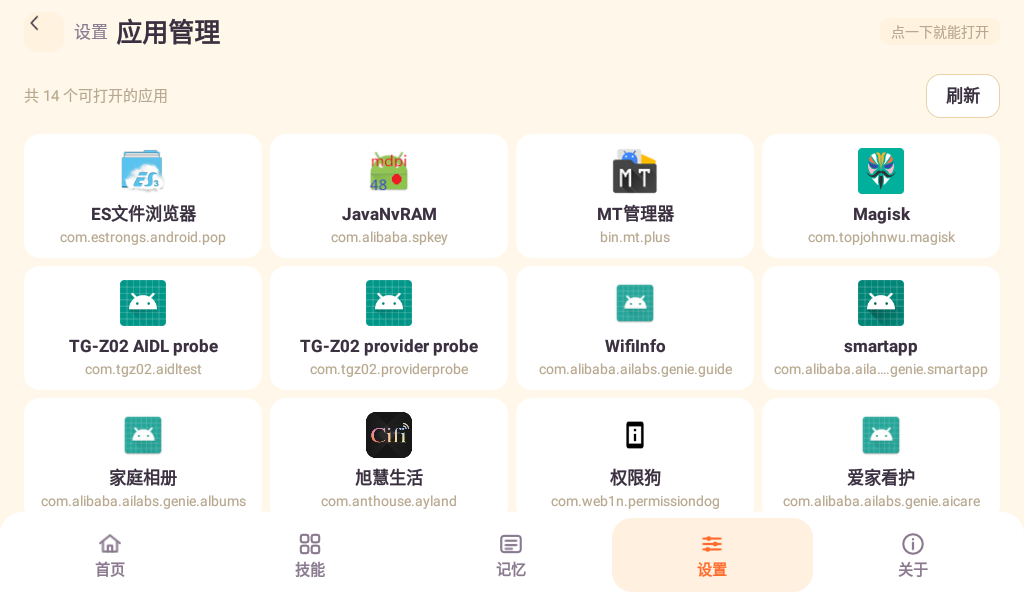 设置 应用管理
点一下就能打开
共 14 个可打开的应用
刷新
mdpi
48
MT
Cifi
ES3
ES文件浏览器
com.estrongs.android.pop
JavaNvRAM
com.alibaba.spkey
MT管理器
bin.mt.plus
Magisk
com.topjohnwu.magisk
TG-Z02 AIDL probe
com.tgz02.aidltest
TG-Z02 provider probe
com.tgz02.providerprobe
WifiInfo
com.alibaba.ailabs.genie.guide
smartapp
com.alibaba.aila....genie.smartapp
家庭相册
com.alibaba.ailabs.genie.albums
旭慧生活
com.anthouse.ayland
权限狗
com.web1n.permissiondog
爱家看护
com.alibaba.ailabs.genie.aicare
首页
技能
记忆
设置
关于